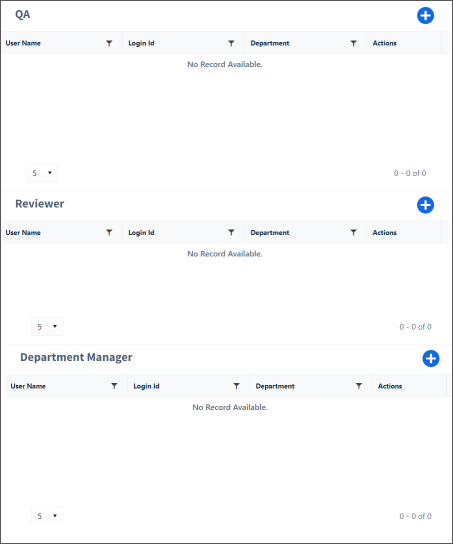 QA
User Name Login Id Department Actions
No Record Available.
5 0 - 0 of 0
Reviewer
User Name Login Id Department Actions
No Record Available.
5 0 - 0 of 0
Department Manager
User Name Login Id Department Actions
No Record Available.
5 0 - 0 of 0